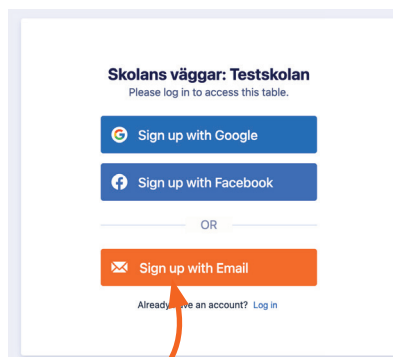 Skolans väggar: Testskolan
Please log in to access this table.
Sign up with Google
Sign up with Facebook
OR
Sign up with Email
Already have an account? Log in